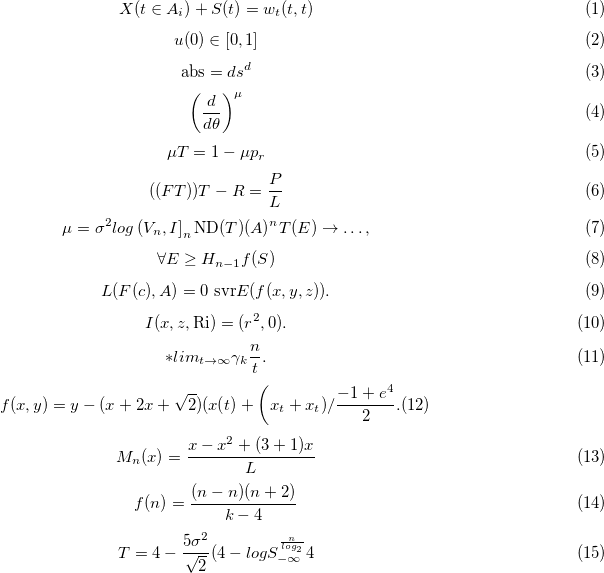 X(t ∈ A_i) + S(t) = w_t(t, t) (1)
u(0) ∈ [0, 1] (2)
abs = ds^d (3)
(d/dθ)^μ (4)
μT = 1 − μp_r (5)
((FT))T − R = P/L (6)
μ = σ^2 log (V_n, I]_n ND(T)(A)^n T(E) → …, (7)
∀E ≥ H_{n−1} f(S) (8)
L(F(c), A) = 0 svrE(f(x, y, z)). (9)
I(x, z, Ri) = (r^2, 0). (10)
*lim_{t→∞} γ_k n/t. (11)
f(x, y) = y − (x + 2x + √2)(x(t) + (x_t + x_t)/ (−1 + e^4)/2 .(12)
M_n(x) = (x − x^2 + (3 + 1)x)/L (13)
f(n) = ((n − n)(n + 2))/(k − 4) (14)
T = 4 − 5σ^2/√2 (4 − logS_{−∞}^{n/log_2} 4 (15)